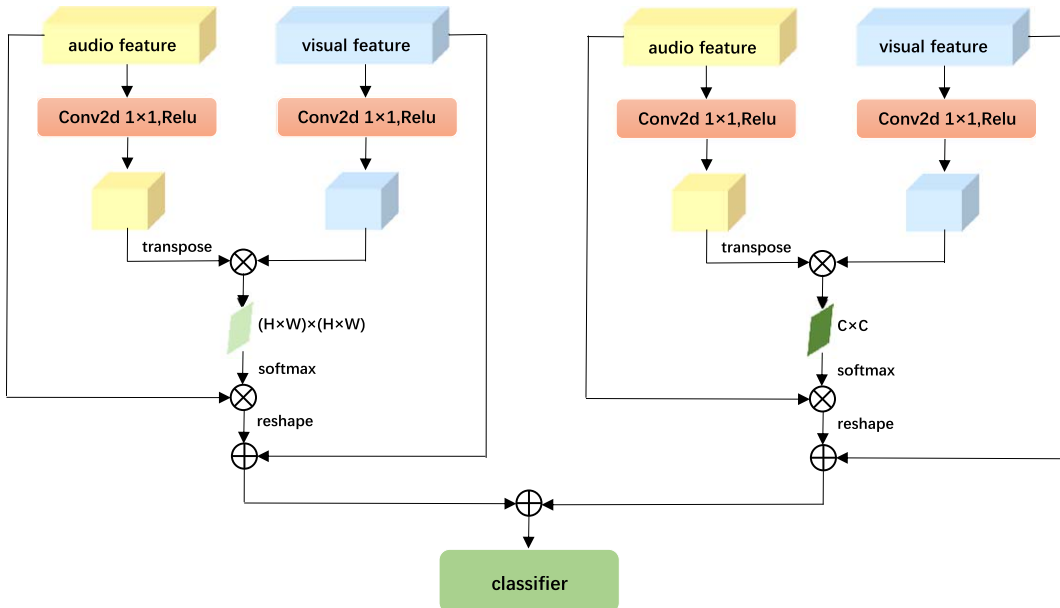 audio feature
visual feature
Conv2d 1×1,Relu
Conv2d 1×1,Relu
transpose
(H×W)×(H×W)
softmax
reshape
audio feature
visual feature
Conv2d 1×1,Relu
Conv2d 1×1,Relu
transpose
C×C
softmax
reshape
classifier